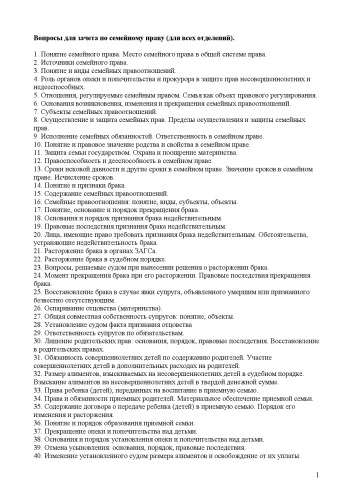 Вопросы для зачета по семейному праву (для всех отделений).
1. Понятие семейного права. Место семейного права в общей системе права.
2. Источники семейного права.
3. Понятие и виды семейных правоотношений.
4. Роль органов опеки и попечительства и прокурора в защите прав несовершеннолетних и
недееспособных.
5. Отношения, регулируемые семейным правом. Семья как объект правового регулирования.
6. Основания возникновения, изменения и прекращения семейных правоотношений.
7. Субъекты семейных правоотношений.
8. Осуществление и защита семейных прав. Пределы осуществления и защиты семейных
прав.
9. Исполнение семейных обязанностей. Ответственность в семейном праве.
10. Понятие и правовое значение родства и свойства в семейном праве.
11. Защита семьи государством. Охрана и поощрение материнства.
12. Правоспособность и дееспособность в семейном праве.
13. Сроки исковой давности и другие сроки в семейном праве. Значение сроков в семейном
праве. Исчисление сроков.
14. Понятие и признаки брака.
15. Содержание семейных правоотношений.
16. Семейные правоотношения: понятие, виды, субъекты, объекты.
17. Понятие, основание и порядок прекращения брака.
18. Основания и порядок признания брака недействительным.
19. Правовые последствия признания брака недействительным.
20. Лица, имеющие право требовать признания брака недействительным. Обстоятельства,
устраняющие недействительность брака.
21. Расторжение брака в органах ЗАГСа.
22. Расторжение брака в судебном порядке.
23. Вопросы, решаемые судом при вынесении решения о расторжении брака.
24. Момент прекращения брака при его расторжении. Правовые последствия прекращения
брака.
25. Восстановление брака в случае явки супруга, объявленного умершим или признанного
безвестно отсутствующим.
26. Оспаривание отцовства (материнства).
27. Общая совместная собственность супругов: понятие, объекты.
28. Установление судом факта признания отцовства
29. Ответственность супругов по обязательствам.
30. Лишение родительских прав: основания, порядок, правовые последствия. Восстановление
в родительских правах.
31. Обязанность совершеннолетних детей по содержанию родителей. Участие
совершеннолетних детей в дополнительных расходах на родителей.
32. Размер алиментов, взыскиваемых на несовершеннолетних детей в судебном порядке.
Взыскание алиментов на несовершеннолетних детей в твердой денежной сумме.
33. Права ребенка (детей), переданных на воспитание в приемную семью.
34. Права и обязанности приемных родителей. Материальное обеспечение приемной семьи.
35. Содержание договора о передаче ребенка (детей) в приемную семью. Порядок его
изменения и расторжения.
36. Понятие и порядок образования приемной семьи.
37. Прекращение опеки и попечительства над детьми.
38. Основания и порядок установления опеки и попечительства над детьми.
39. Отмена усыновления: основания, порядок, правовые последствия.
40. Изменение установленного судом размера алиментов и освобождение от их уплаты.
1